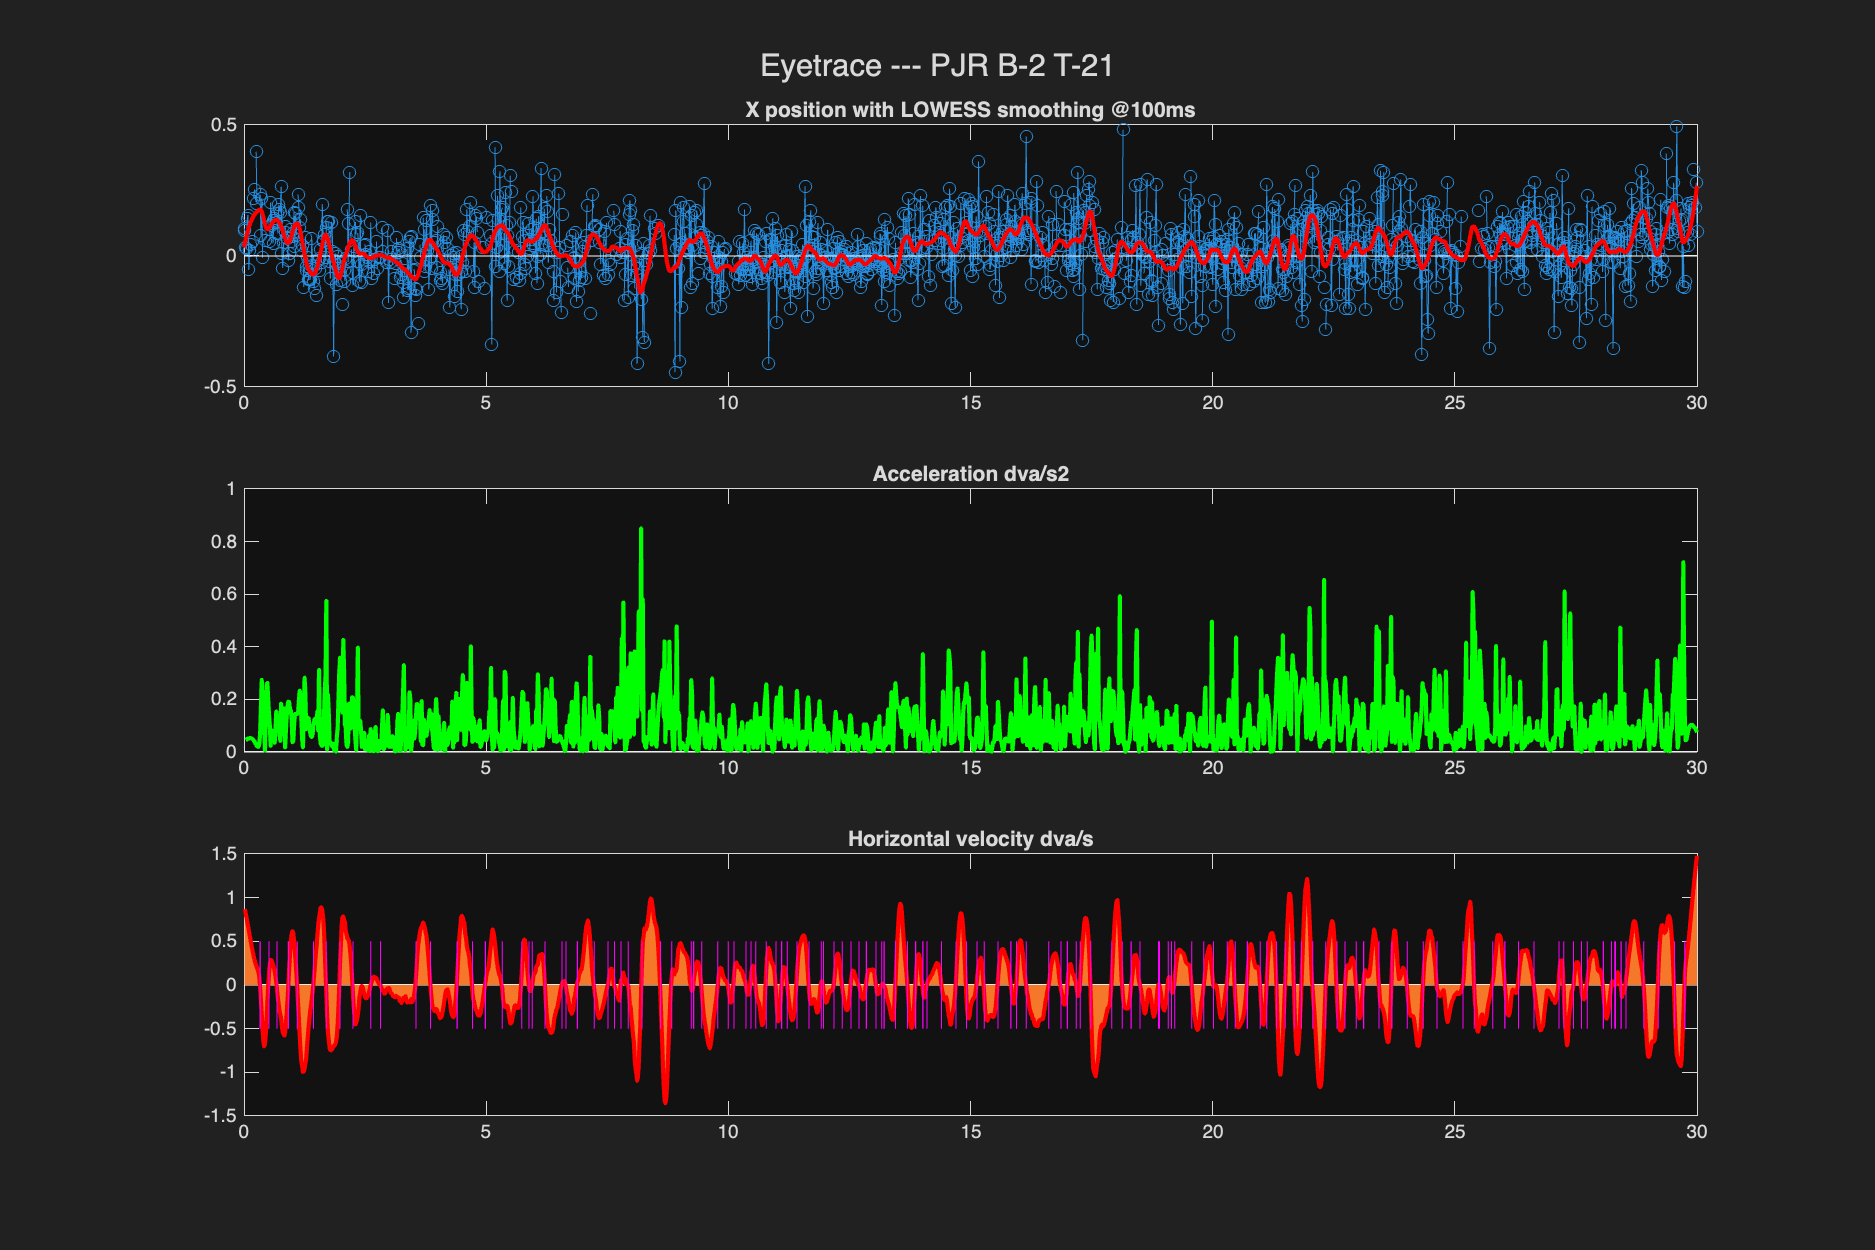 Eyetrace --- PJR B-2 T-21
X position with LOWESS smoothing @100ms
0.5
0
-0.5
0 5 10 15 20 25 30
Acceleration dva/s2
1
0.8
0.6
0.4
0.2
0
0 5 10 15 20 25 30
Horizontal velocity dva/s
1.5
1
0.5
0
-0.5
-1
-1.5
0 5 10 15 20 25 30